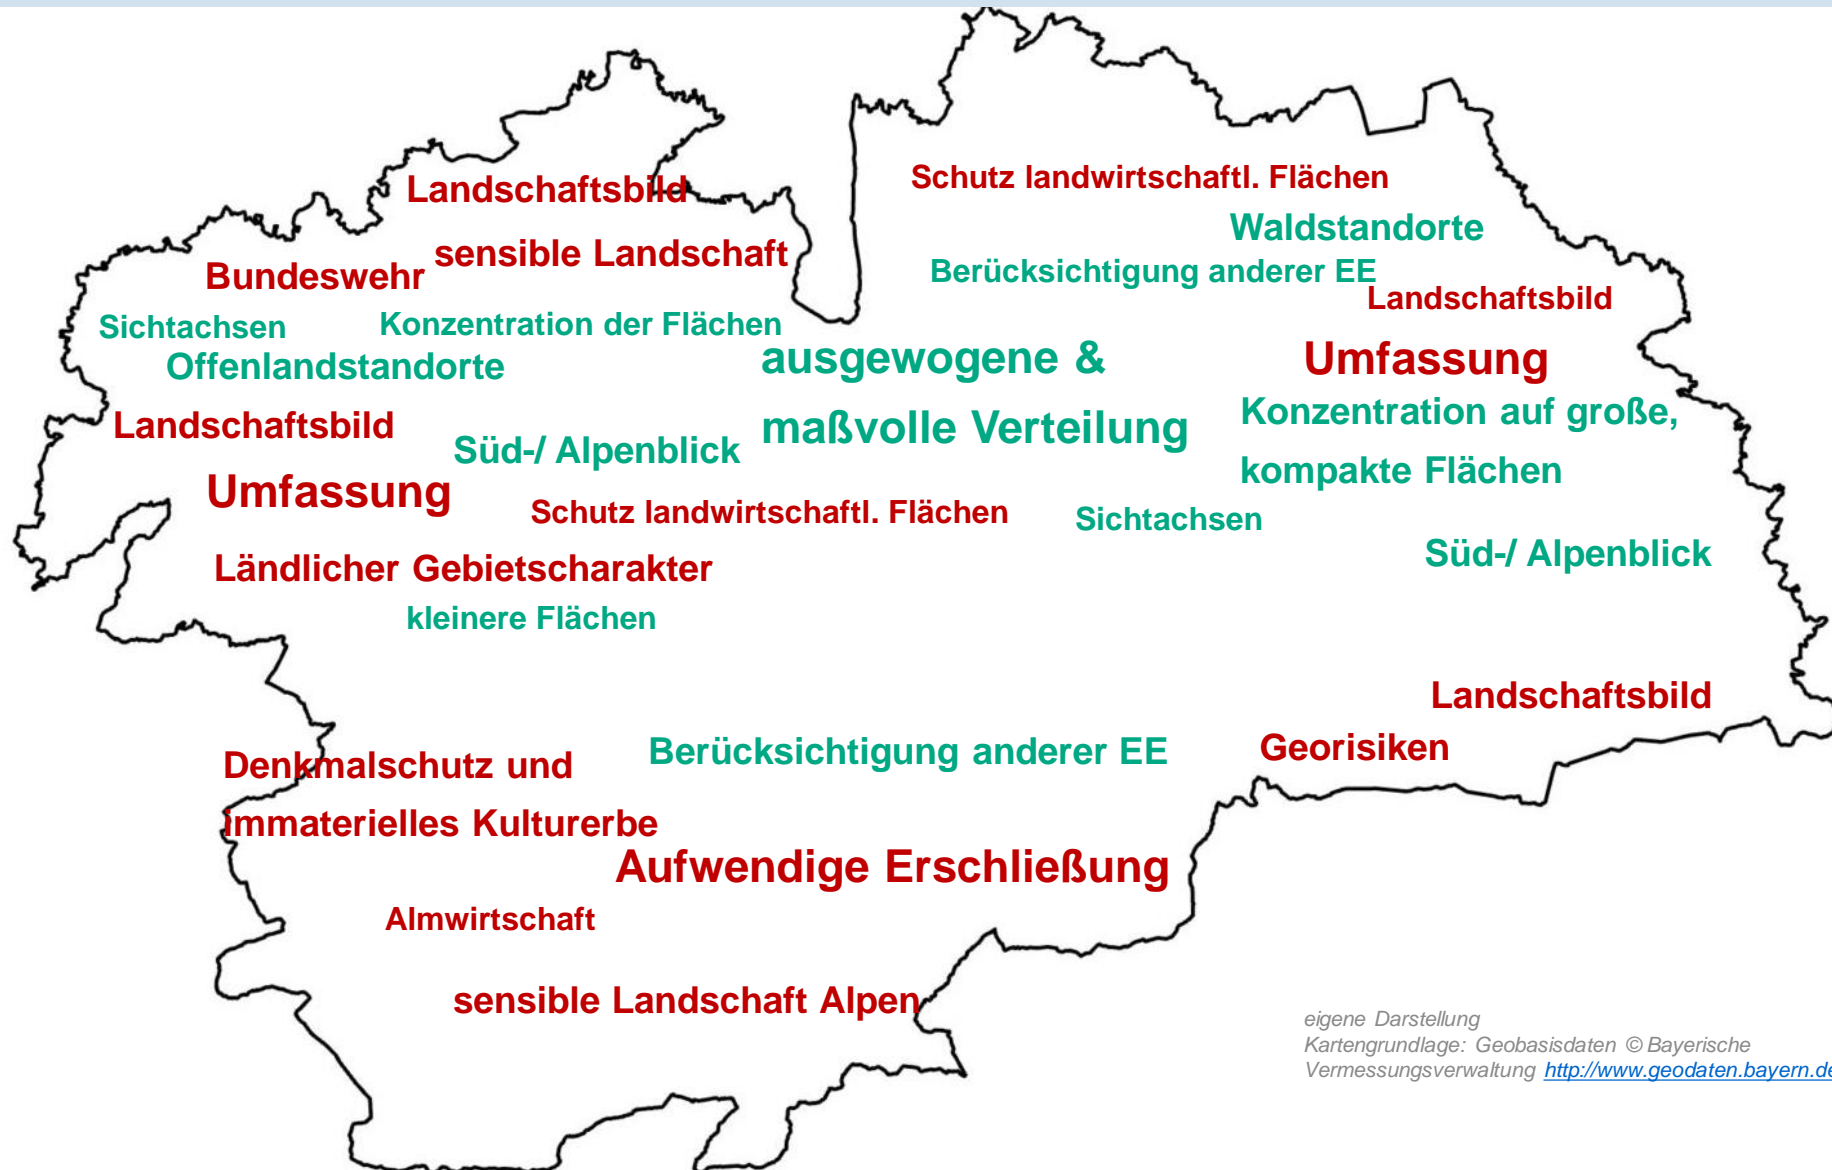 Landschaftsbild
Schutz landwirtschaftl. Flächen
Waldstandorte
sensible Landschaft
Bundeswehr
Berücksichtigung anderer EE
Landschaftsbild
Sichtachsen
Konzentration der Flächen
Offenlandstandorte
ausgewogene &
maßvolle Verteilung
Umfassung
Landschaftsbild
Süd-/ Alpenblick
Konzentration auf große,
kompakte Flächen
Umfassung
Schutz landwirtschaftl. Flächen
Sichtachsen
Süd-/ Alpenblick
Ländlicher Gebietscharakter
kleinere Flächen
Landschaftsbild
Georisiken
Berücksichtigung anderer EE
Denkmalschutz und
immaterielles Kulturerbe
Aufwendige Erschließung
Almwirtschaft
sensible Landschaft Alpen
eigene Darstellung
Kartengrundlage: Geobasisdaten © Bayerische
Vermessungsverwaltung http://www.geodaten.bayern.de